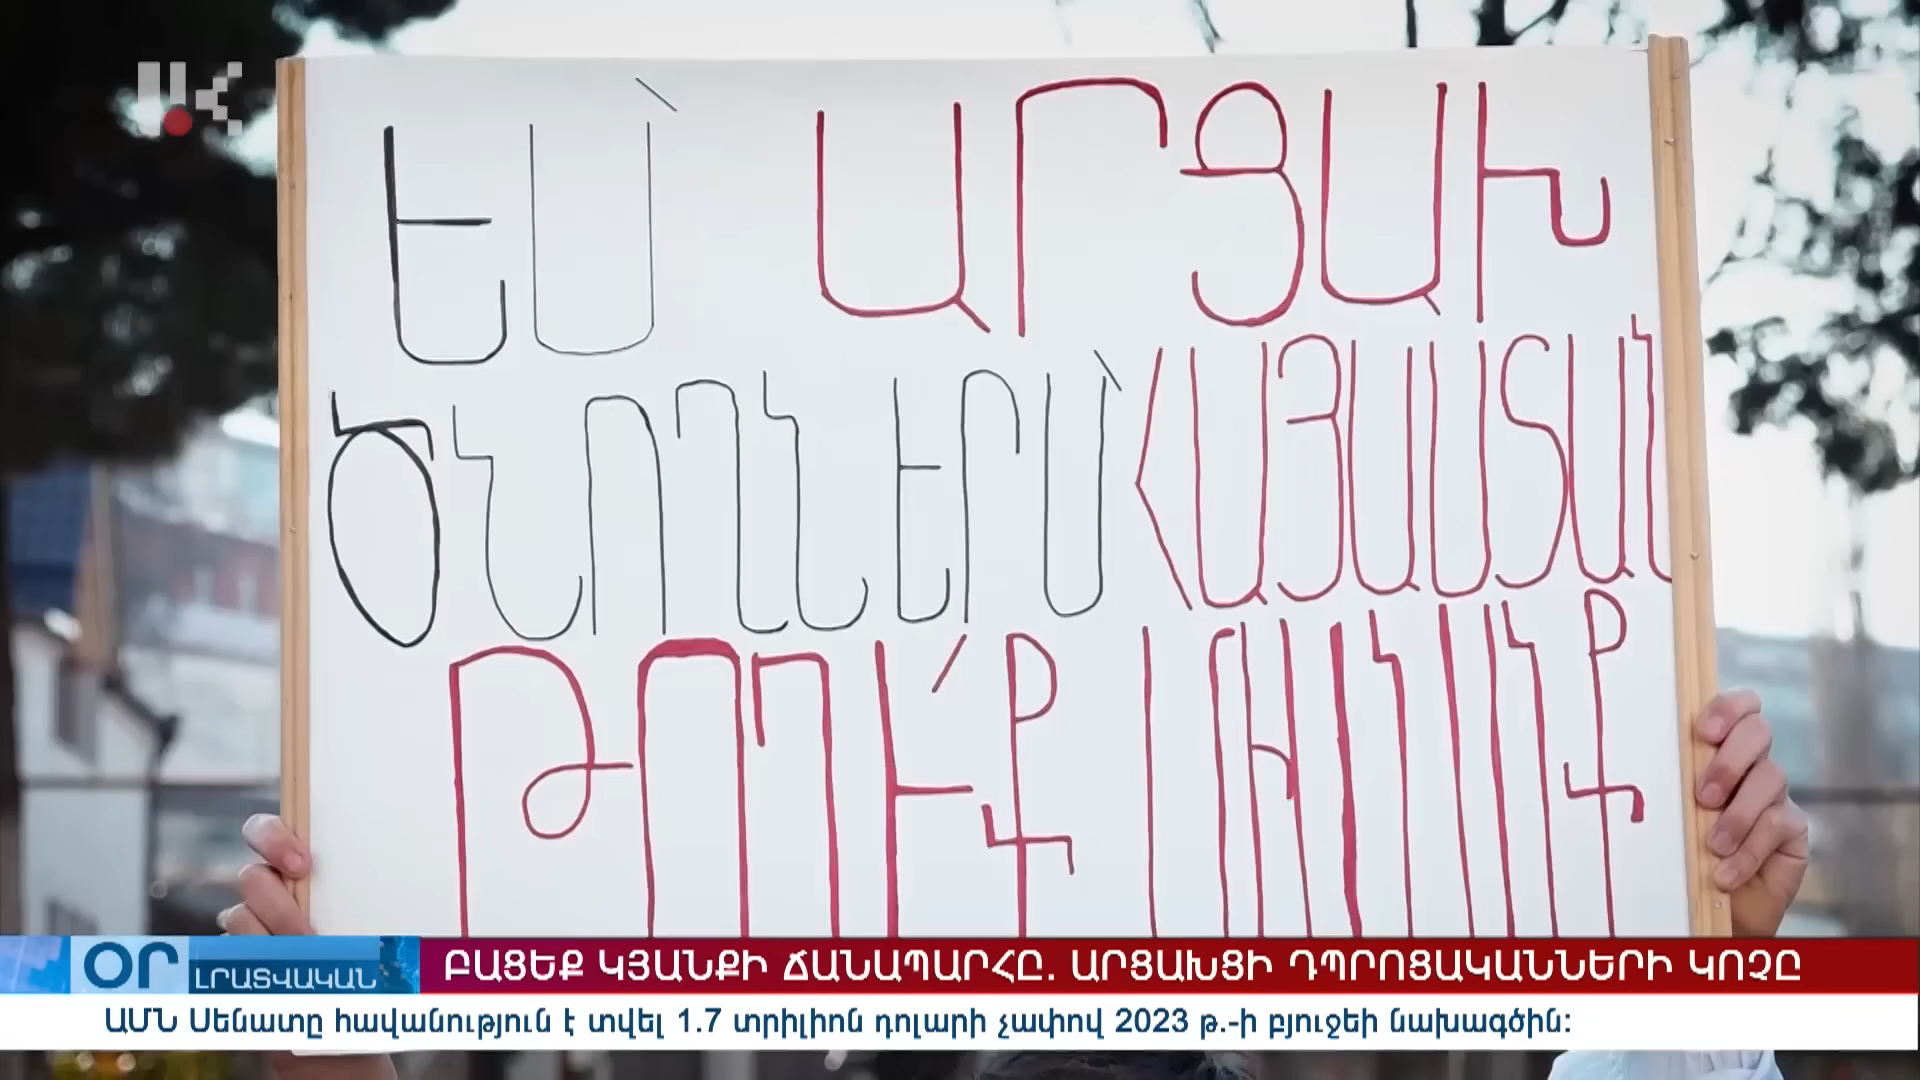 ԵՍ՝ ԱՐՑԱԽ
ԾՆՈՂՆԵՐՍ՝ ՀԱՅԱՍՏԱՆ
ԹՈՂԵ՛Ք ՄԻԱՆԱՆՔ
ՕՐ ԼՐԱՏՎԱԿԱՆ
ԲԱՑԵՔ ԿՅԱՆՔԻ ՃԱՆԱՊԱՐՀԸ. ԱՐՑԱԽՑԻ ԴՊՐՈՑԱԿԱՆՆԵՐԻ ԿՈՉԸ
ԱՄՆ Սենատը հավանություն է տվել 1.7 տրիլիոն դոլարի չափով 2023 թ.-ի բյուջեի նախագծին: